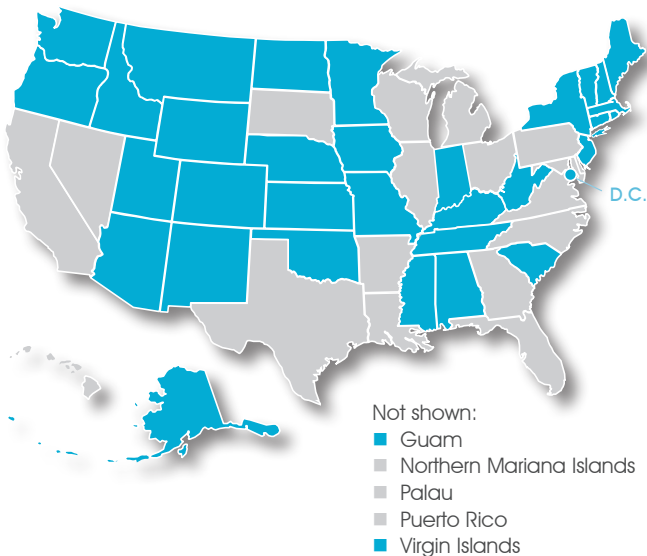 D.C.
Not shown:
Guam
Northern Mariana Islands
Palau
Puerto Rico
Virgin Islands